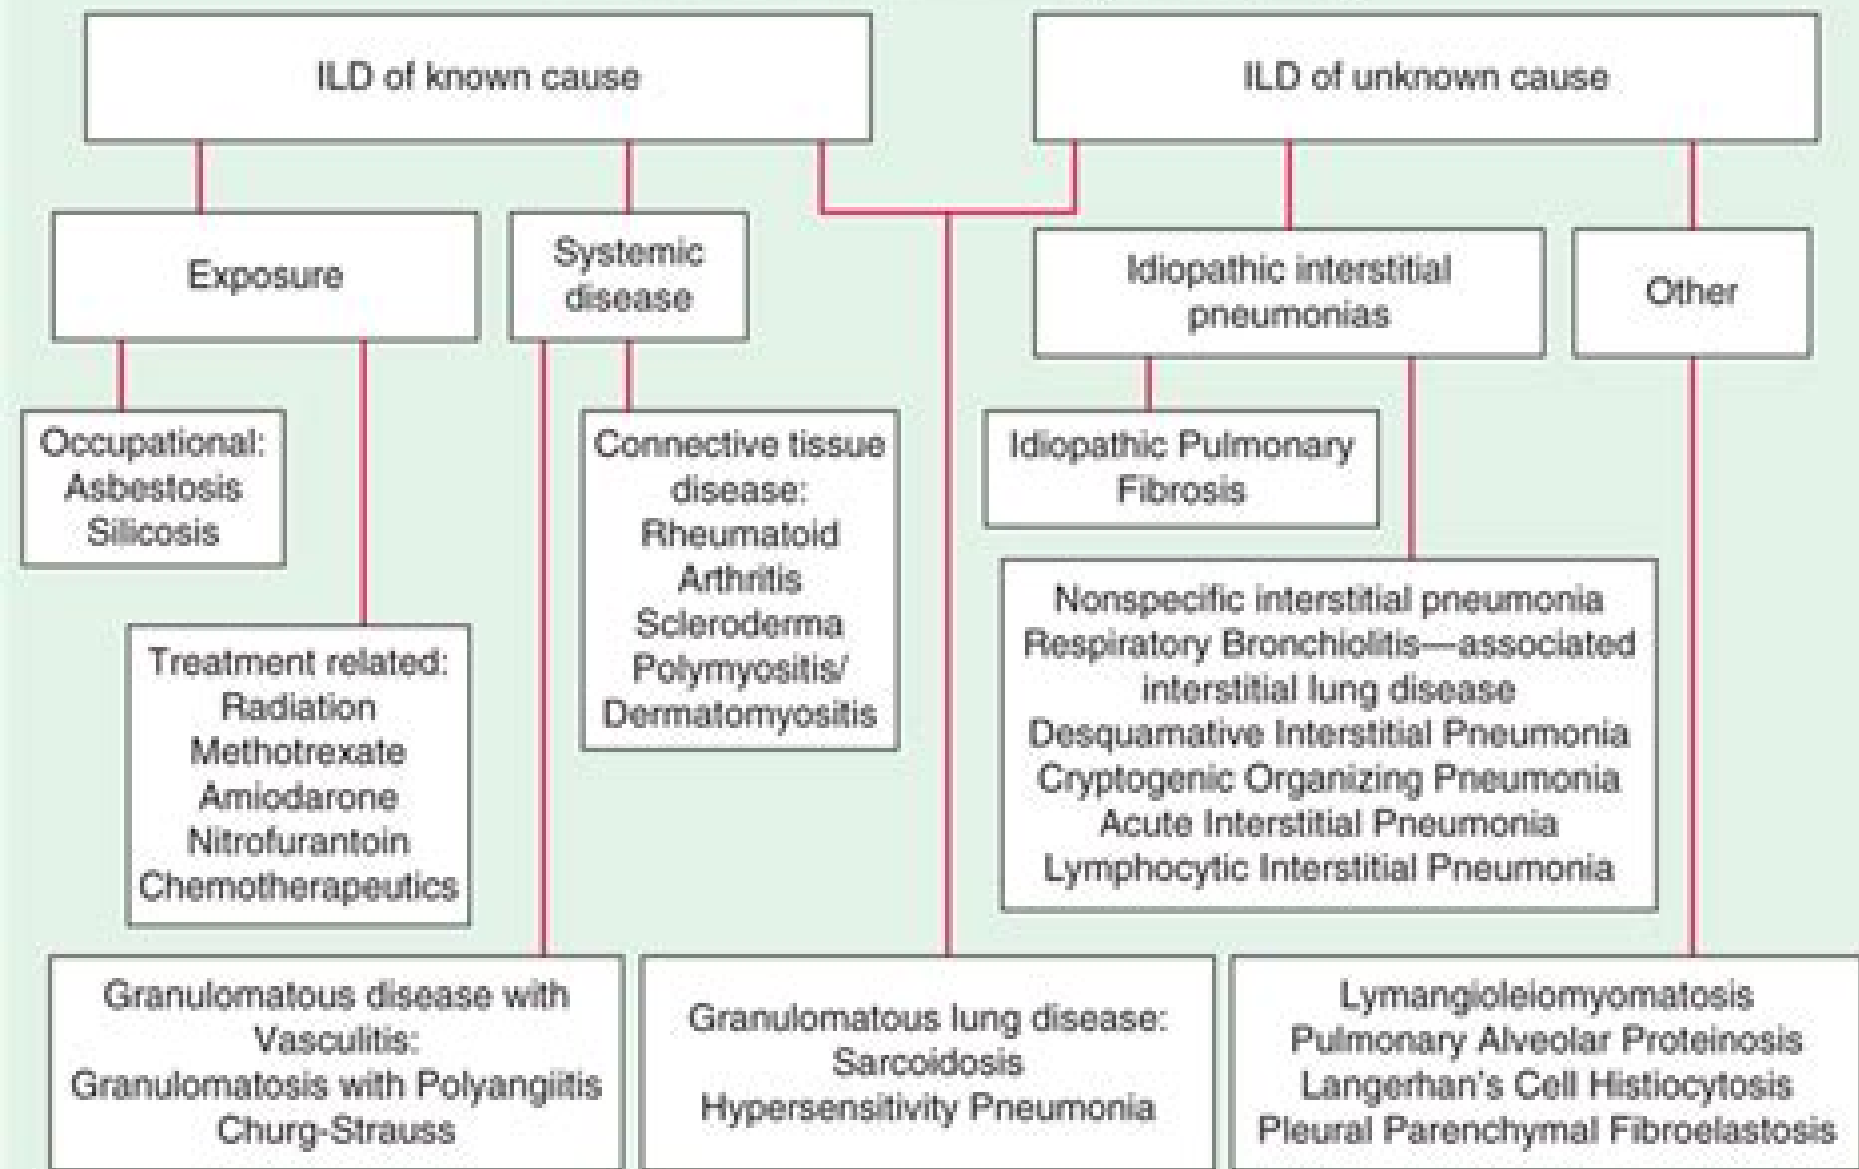 ILD of known cause
ILD of unknown cause
Exposure
Systemic
disease
Idiopathic interstitial
pneumonias
Other
Occupational:
Asbestosis
Silicosis
Connective tissue
disease:
Rheumatoid
Arthritis
Scleroderma
Polymyositis/
Dermatomyositis
Idiopathic Pulmonary
Fibrosis
Treatment related:
Radiation
Methotrexate
Amiodarone
Nitrofurantoin
Chemotherapeutics
Nonspecific interstitial pneumonia
Respiratory Bronchiolitis—associated
interstitial lung disease
Desquamative Interstitial Pneumonia
Cryptogenic Organizing Pneumonia
Acute Interstitial Pneumonia
Lymphocytic Interstitial Pneumonia
Granulomatous disease with
Vasculitis:
Granulomatosis with Polyangiitis
Churg-Strauss
Granulomatous lung disease:
Sarcoidosis
Hypersensitivity Pneumonia
Lymangioleiomyomatosis
Pulmonary Alveolar Proteinosis
Langerhan's Cell Histiocytosis
Pleural Parenchymal Fibroelastosis